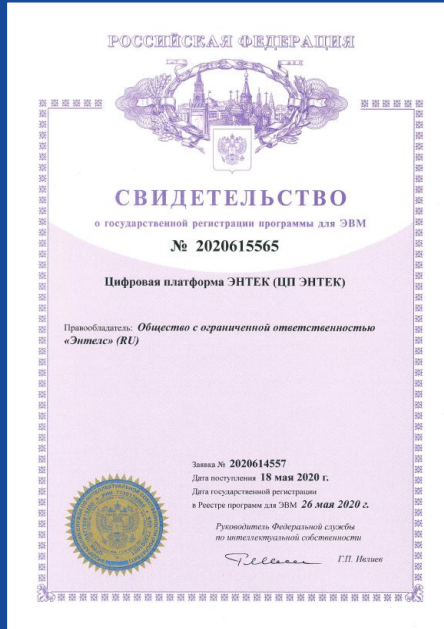 РОССИЙСКАЯ ФЕДЕРАЦИЯ
СВИДЕТЕЛЬСТВО
о государственной регистрации программы для ЭВМ
№ 2020615565
Цифровая платформа ЭНТЕК (ЦП ЭНТЕК)
Правообладатель: Общество с ограниченной ответственностью
«Энтелс» (RU)
Заявка № 2020614557
Дата поступления 18 мая 2020 г.
Дата государственной регистрации
в Реестре программ для ЭВМ 26 мая 2020 г.
Руководитель Федеральной службы
по интеллектуальной собственности
Г.П. Ивлиев